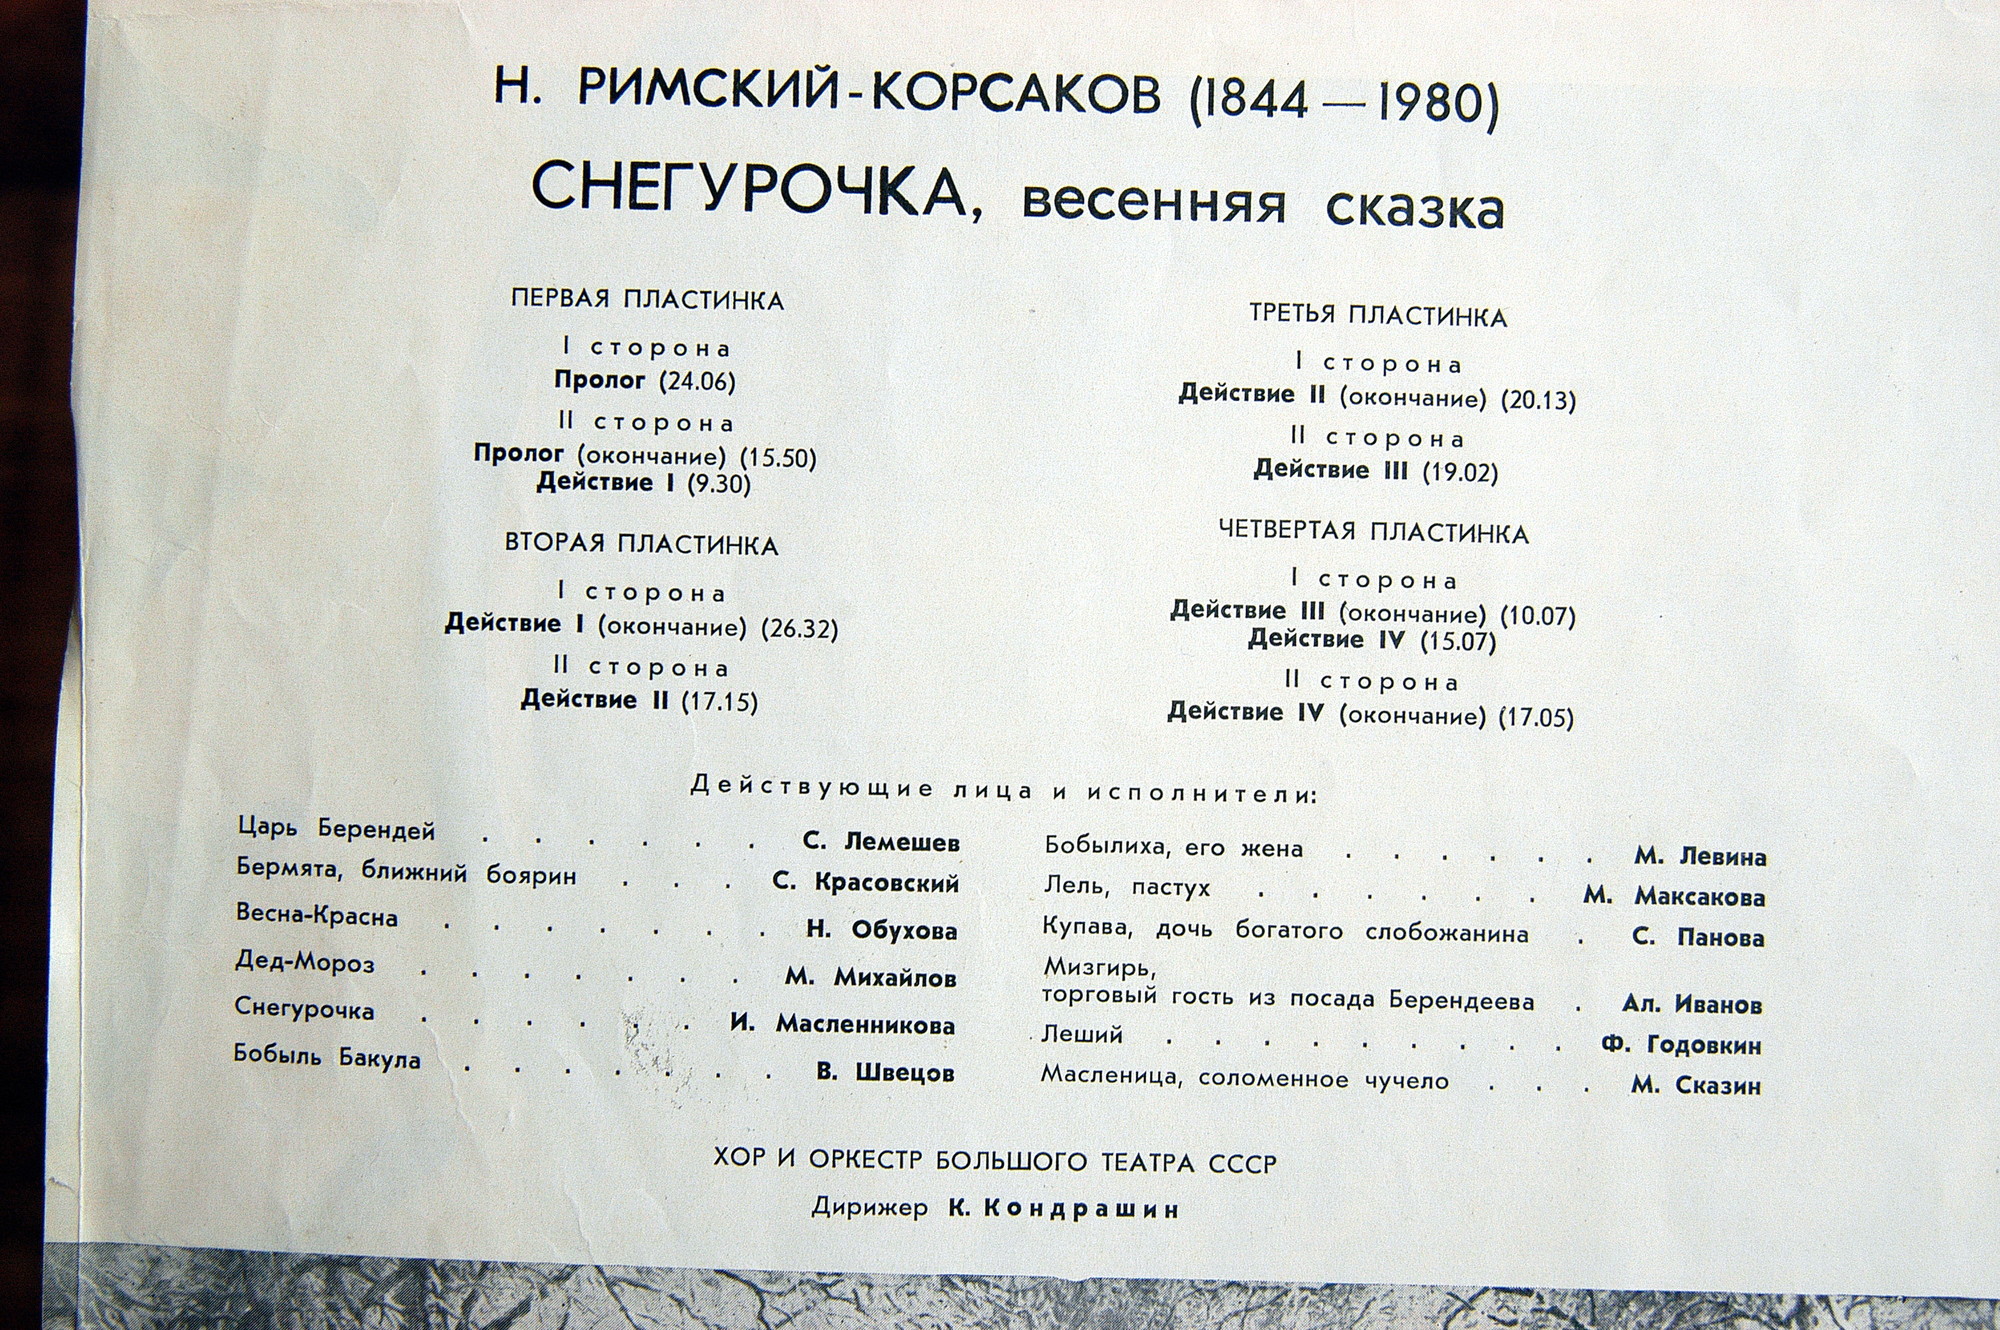 Н. РИМСКИЙ-КОРСАКОВ (1844—1980)
СНЕГУРОЧКА, весенняя сказка
ПЕРВАЯ ПЛАСТИНКА
I сторона
Пролог (24.06)
II сторона
Пролог (окончание) (15.50)
Действие I (9.30)
ВТОРАЯ ПЛАСТИНКА
I сторона
Действие I (окончание) (26.32)
II сторона
Действие II (17.15)
ТРЕТЬЯ ПЛАСТИНКА
I сторона
Действие II (окончание) (20.13)
II сторона
Действие III (19.02)
ЧЕТВЕРТАЯ ПЛАСТИНКА
I сторона
Действие III (окончание) (10.07)
Действие IV (15.07)
II сторона
Действие IV (окончание) (17.05)
Действующие лица и исполнители:
Царь Берендей . . . . . . С. Лемешев
Бермята, ближний боярин . . . С. Красовский
Весна-Красна . . . . . . . Н. Обухова
Дед-Мороз . . . . . . . М. Михайлов
Снегурочка . . . . . . И. Масленникова
Бобыль Бакула . . . . . . . В. Швецов
Бобылиха, его жена . . . . . . М. Левина
Лель, пастух . . . . . . М. Максакова
Купава, дочь богатого слобожанина . С. Панова
Мизгирь,
торговый гость из посада Берендеева . Ал. Иванов
Леший . . . . . . . . . Ф. Годовкин
Масленица, соломенное чучело . . . М. Сказин
ХОР И ОРКЕСТР БОЛЬШОГО ТЕАТРА СССР
Дирижер К. Кондрашин